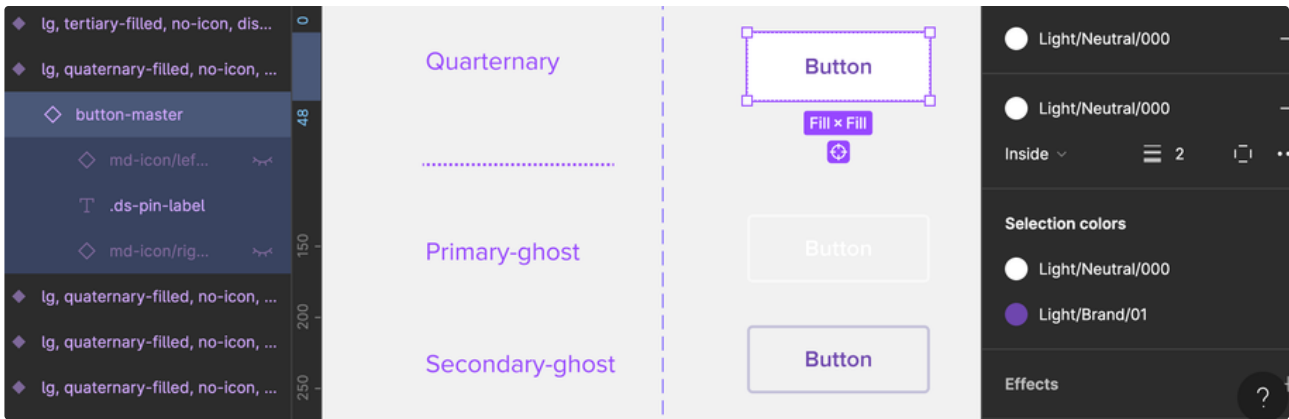 lg, tertiary-filled, no-icon, dis...
lg, quaternary-filled, no-icon, ...
button-master
md-icon/lef...
.ds-pin-label
md-icon/rig...
lg, quaternary-filled, no-icon, ...
lg, quaternary-filled, no-icon, ...
lg, quaternary-filled, no-icon, ...
0
48
150
200
250
Quarternary
Button
Fill × Fill
Primary-ghost
Button
Secondary-ghost
Button
Light/Neutral/000
Light/Neutral/000
Inside
2
Selection colors
Light/Neutral/000
Light/Brand/01
Effects
?